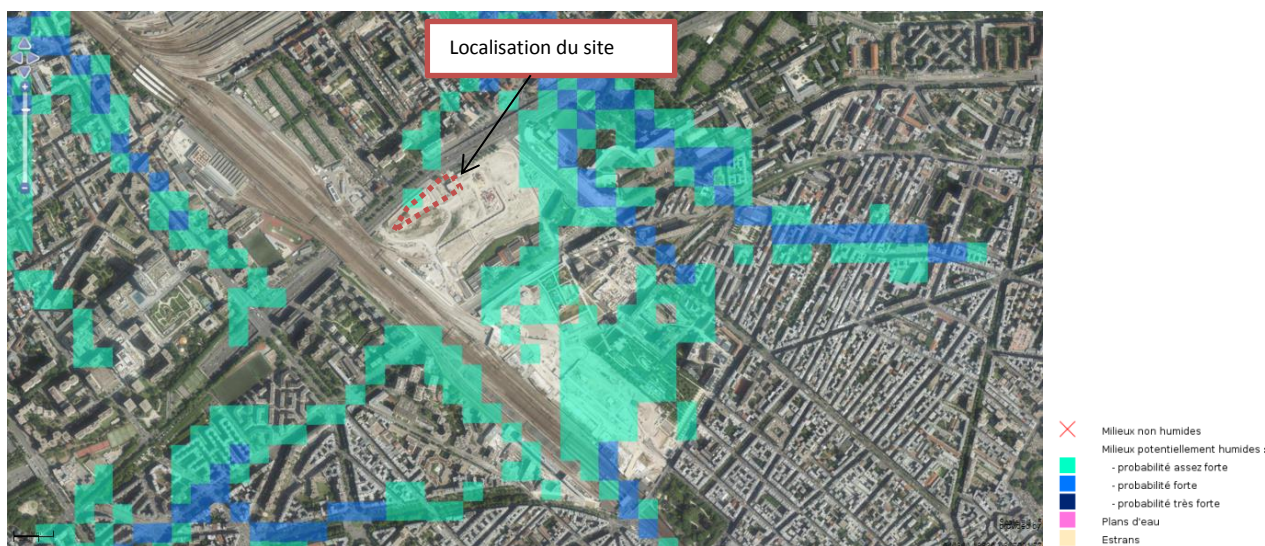 Localisation du site
Milieux non humides
Milieux potentiellement humides :
- probabilité assez forte
- probabilité forte
- probabilité très forte
Plans d'eau
Estrans